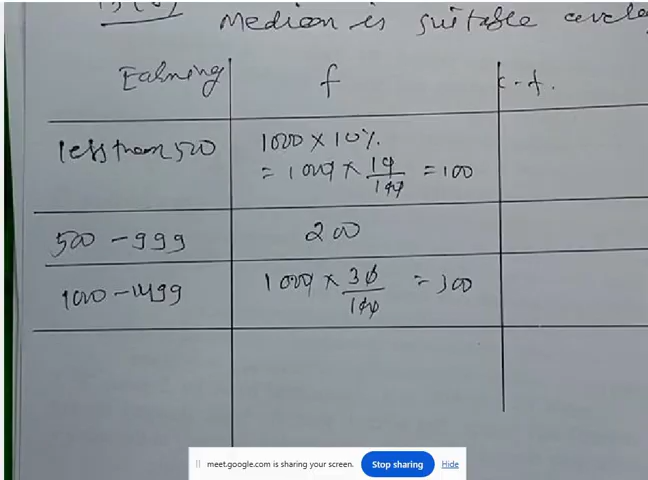 Median is suitable
Earning f c.f.
less than 500 1000 × 10%.
= 1000 × 10/100 = 100
500 - 999 200
1000 - 1499 1000 × 30/100 = 300
meet.google.com is sharing your screen. Stop sharing Hide